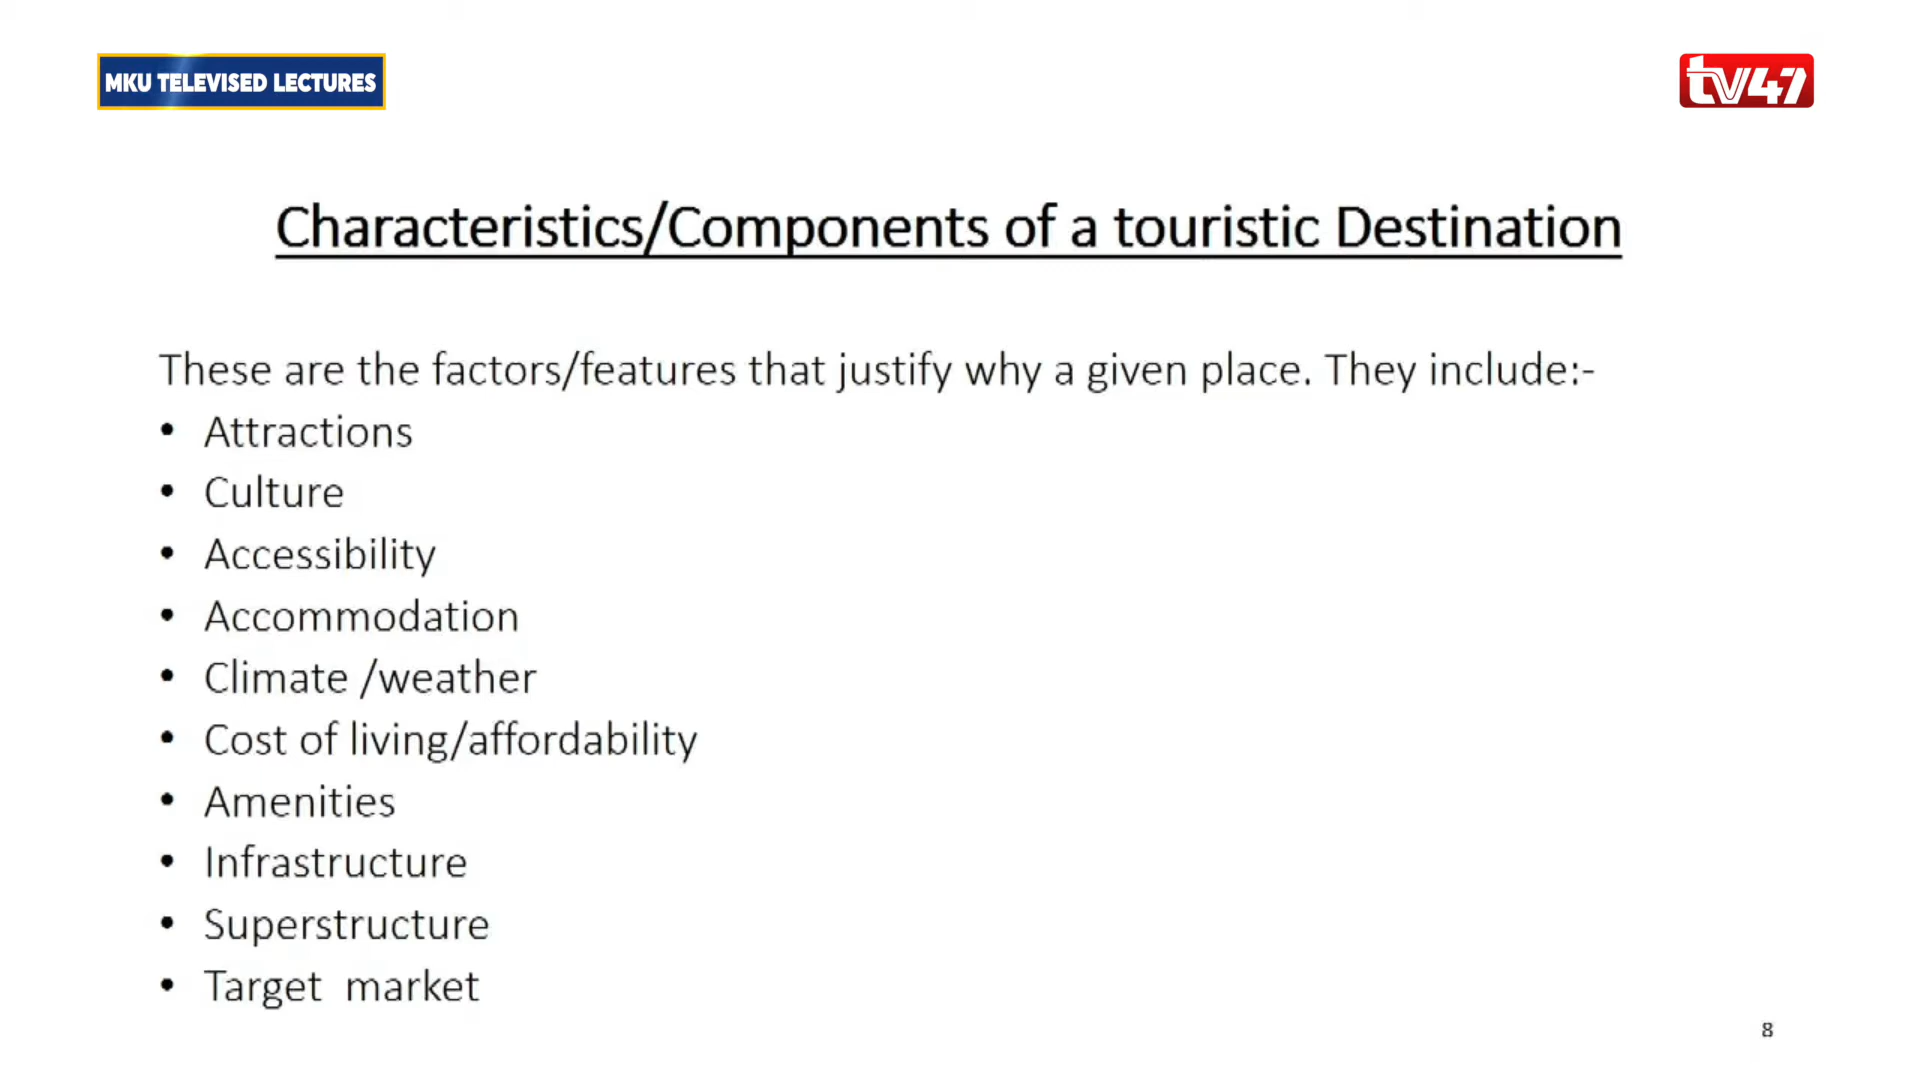 MKU TELEVISED LECTURES
tv47
Characteristics/Components of a touristic Destination
These are the factors/features that justify why a given place. They include:-
• Attractions
• Culture
• Accessibility
• Accommodation
• Climate /weather
• Cost of living/affordability
• Amenities
• Infrastructure
• Superstructure
• Target  market
8